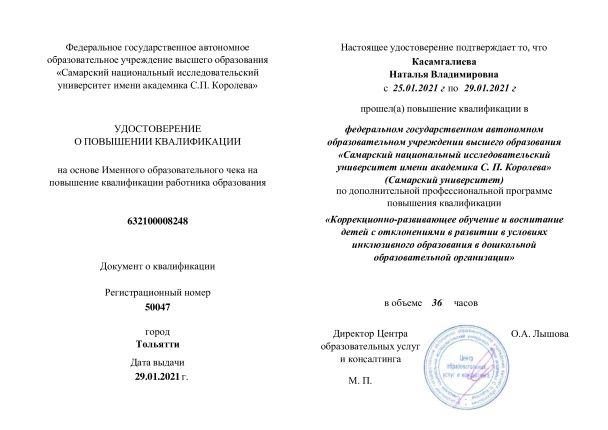 Федеральное государственное автономное
образовательное учреждение высшего образования
«Самарский национальный исследовательский
университет имени академика С.П. Королева»
УДОСТОВЕРЕНИЕ
О ПОВЫШЕНИИ КВАЛИФИКАЦИИ
на основе Именного образовательного чека на
повышение квалификации работника образования
632100008248
Документ о квалификации
Регистрационный номер
50047
город
Тольятти
Дата выдачи
29.01.2021 г.
Настоящее удостоверение подтверждает то, что
Касамгалиева
Наталья Владимировна
с 25.01.2021 г по 29.01.2021 г
прошел(а) повышение квалификации в
федеральном государственном автономном
образовательном учреждении высшего образования
«Самарский национальный исследовательский
университет имени академика С. П. Королева»
(Самарский университет)
по дополнительной профессиональной программе
повышения квалификации
«Коррекционно-развивающее обучение и воспитание
детей с отклонениями в развитии в условиях
инклюзивного образования в дошкольной
образовательной организации»
в объеме 36 часов
Директор Центра
образовательных услуг
и консалтинга
О.А. Лышова
М. П.
Центр
образовательных
услуг и консалтинга